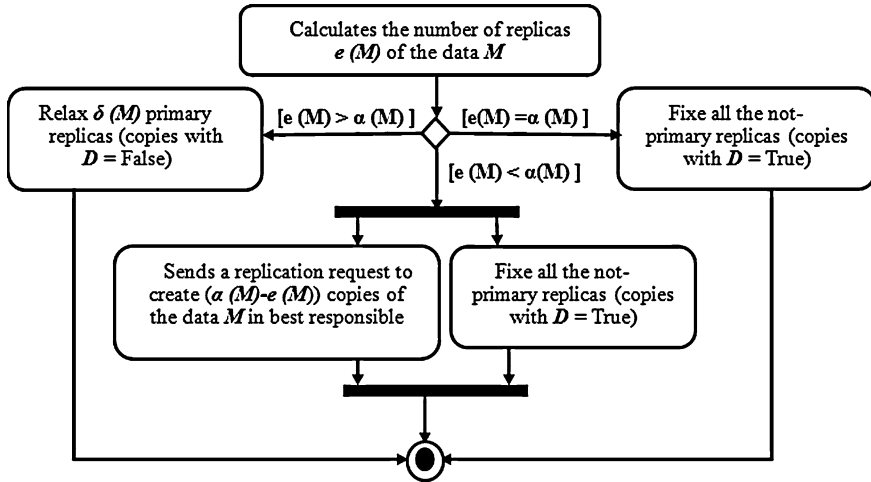 Calculates the number of replicas
e (M) of the data M
Relax δ (M) primary
replicas (copies with
D = False)
[e (M) > α (M) ]
[e(M) =α (M) ]
Fixe all the not-
primary replicas (copies
with D = True)
[e (M) < α(M) ]
Sends a replication request to
create (α (M)-e (M)) copies of
the data M in best responsible
Fixe all the not-
primary replicas (copies
with D = True)